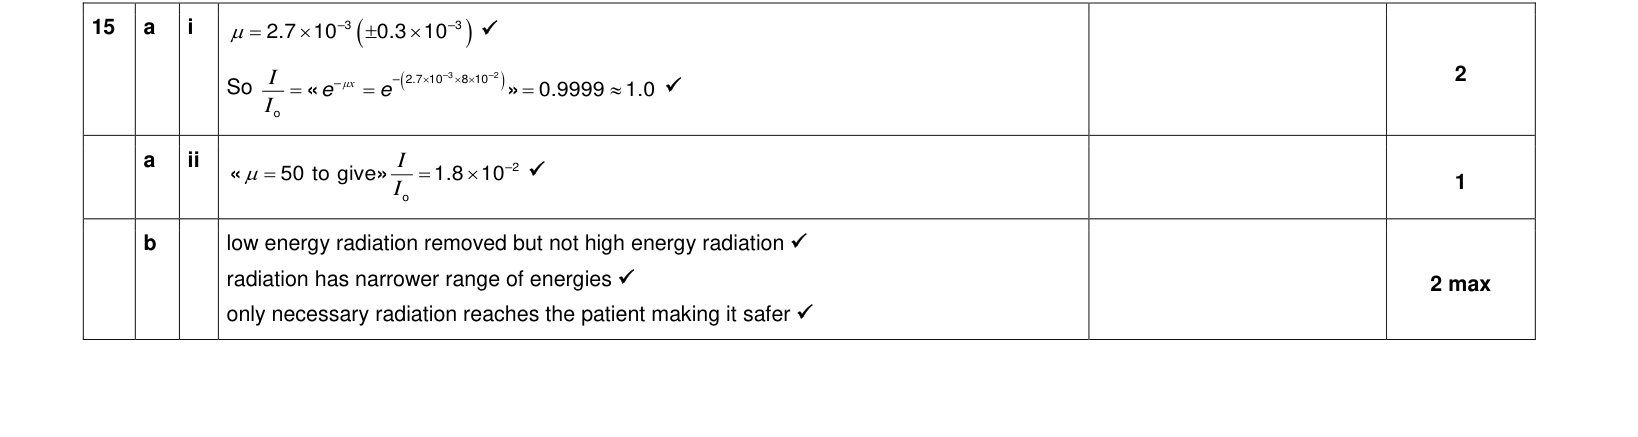 15 a i μ = 2.7 × 10⁻³ (±0.3 × 10⁻³) ✓
So I/I₀ = « e^(−μx) = e^(−(2.7×10⁻³×8×10⁻²)) » = 0.9999 ≈ 1.0 ✓ 2
a ii « μ = 50 to give» I/I₀ = 1.8 × 10⁻² ✓ 1
b low energy radiation removed but not high energy radiation ✓
radiation has narrower range of energies ✓ 2 max
only necessary radiation reaches the patient making it safer ✓